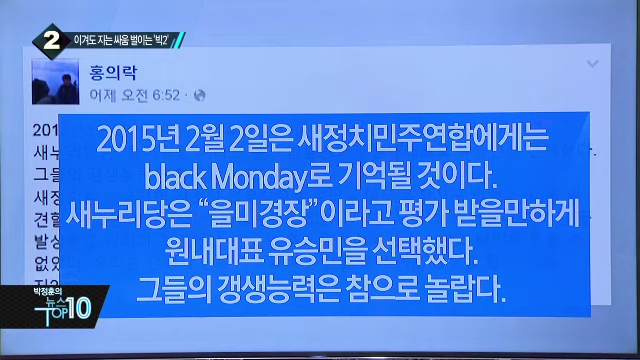 2 이겨도 지는 싸움 벌이는 '빅2'
홍의락
어제 오전 6:52
2015년 2월 2일은 새정치민주연합에게는
black Monday로 기억될 것이다.
새누리당은 “을미경장”이라고 평가 받을만하게
원내대표 유승민을 선택했다.
그들의 갱생능력은 참으로 놀랍다.
박정훈의
뉴스
TOP10